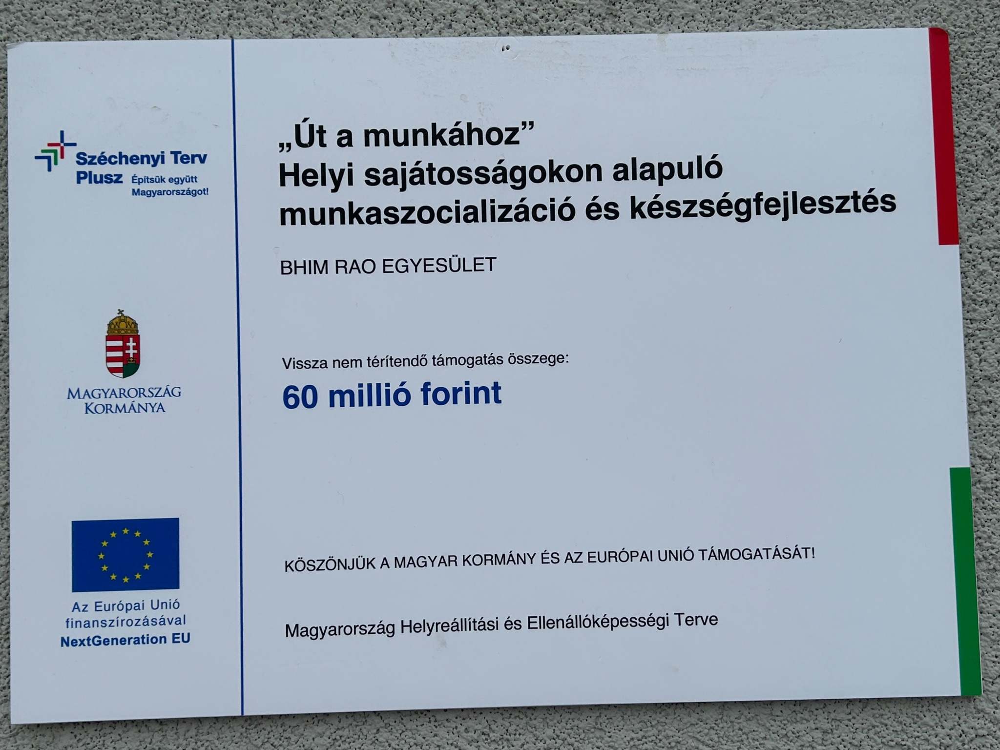 Széchenyi Terv
Plusz Építsük együtt
Magyarországot!
MAGYARORSZÁG
KORMÁNYA
Az Európai Unió
finanszírozásával
NextGeneration EU
„Út a munkához”
Helyi sajátosságokon alapuló
munkaszocializáció és készségfejlesztés
BHIM RAO EGYESÜLET
Vissza nem térítendő támogatás összege:
60 millió forint
KÖSZÖNJÜK A MAGYAR KORMÁNY ÉS AZ EURÓPAI UNIÓ TÁMOGATÁSÁT!
Magyarország Helyreállítási és Ellenállóképességi Terve